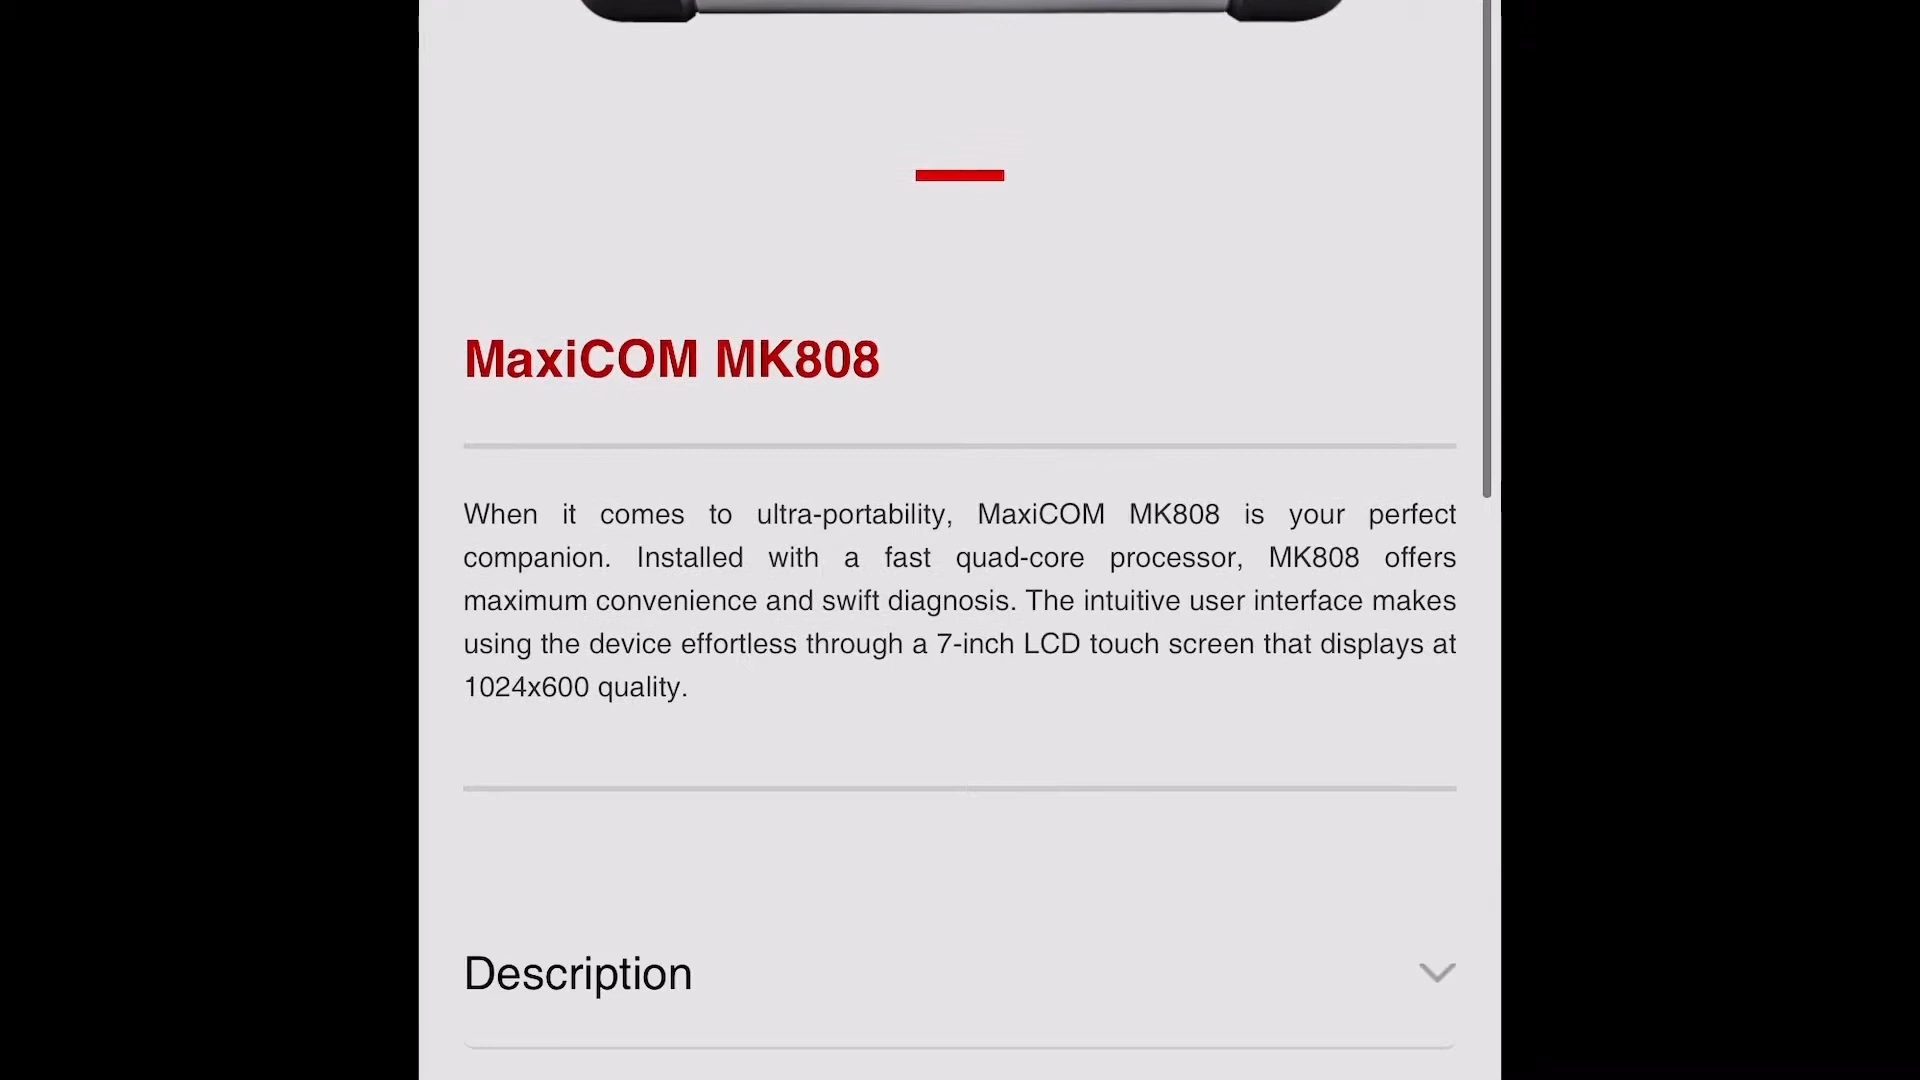 MaxiCOM MK808
When it comes to ultra-portability, MaxiCOM MK808 is your perfect
companion. Installed with a fast quad-core processor, MK808 offers
maximum convenience and swift diagnosis. The intuitive user interface makes
using the device effortless through a 7-inch LCD touch screen that displays at
1024x600 quality.
Description